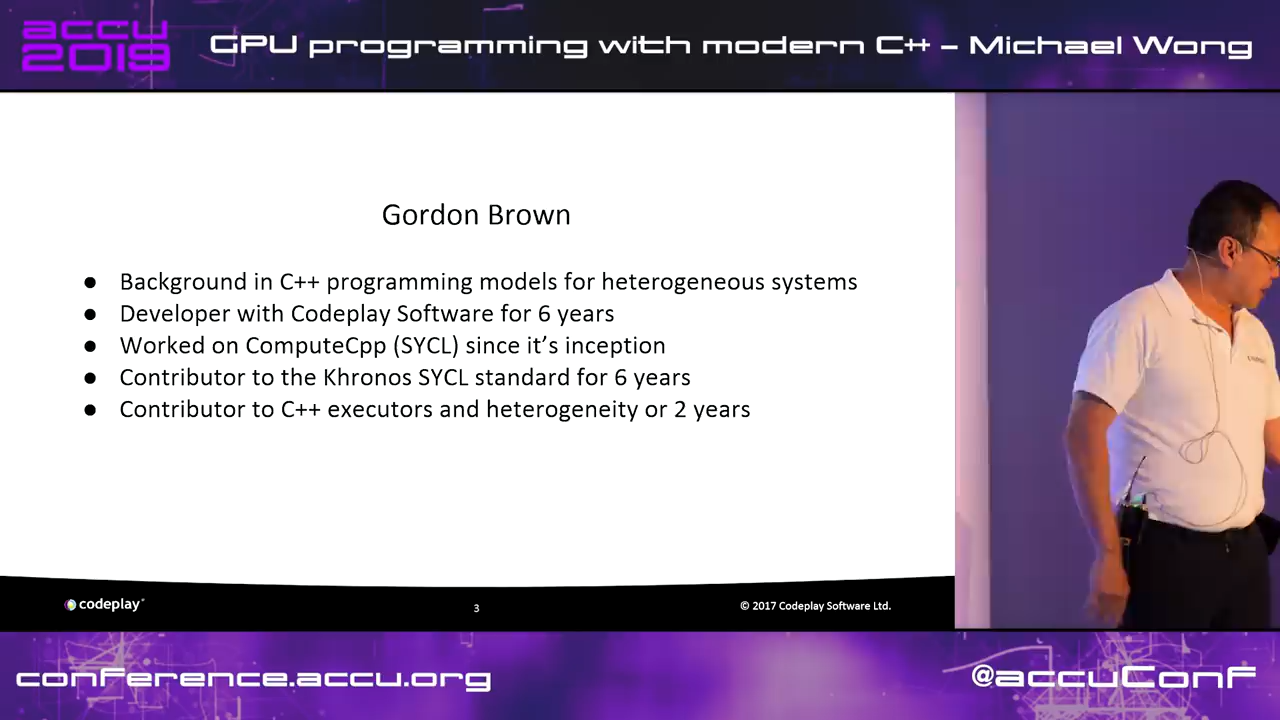 accu
2019
GPU programming with modern C++ – Michael Wong
Gordon Brown
● Background in C++ programming models for heterogeneous systems
● Developer with Codeplay Software for 6 years
● Worked on ComputeCpp (SYCL) since it’s inception
● Contributor to the Khronos SYCL standard for 6 years
● Contributor to C++ executors and heterogeneity or 2 years
codeplay™
3
© 2017 Codeplay Software Ltd.
conference.accu.org
@accuConf